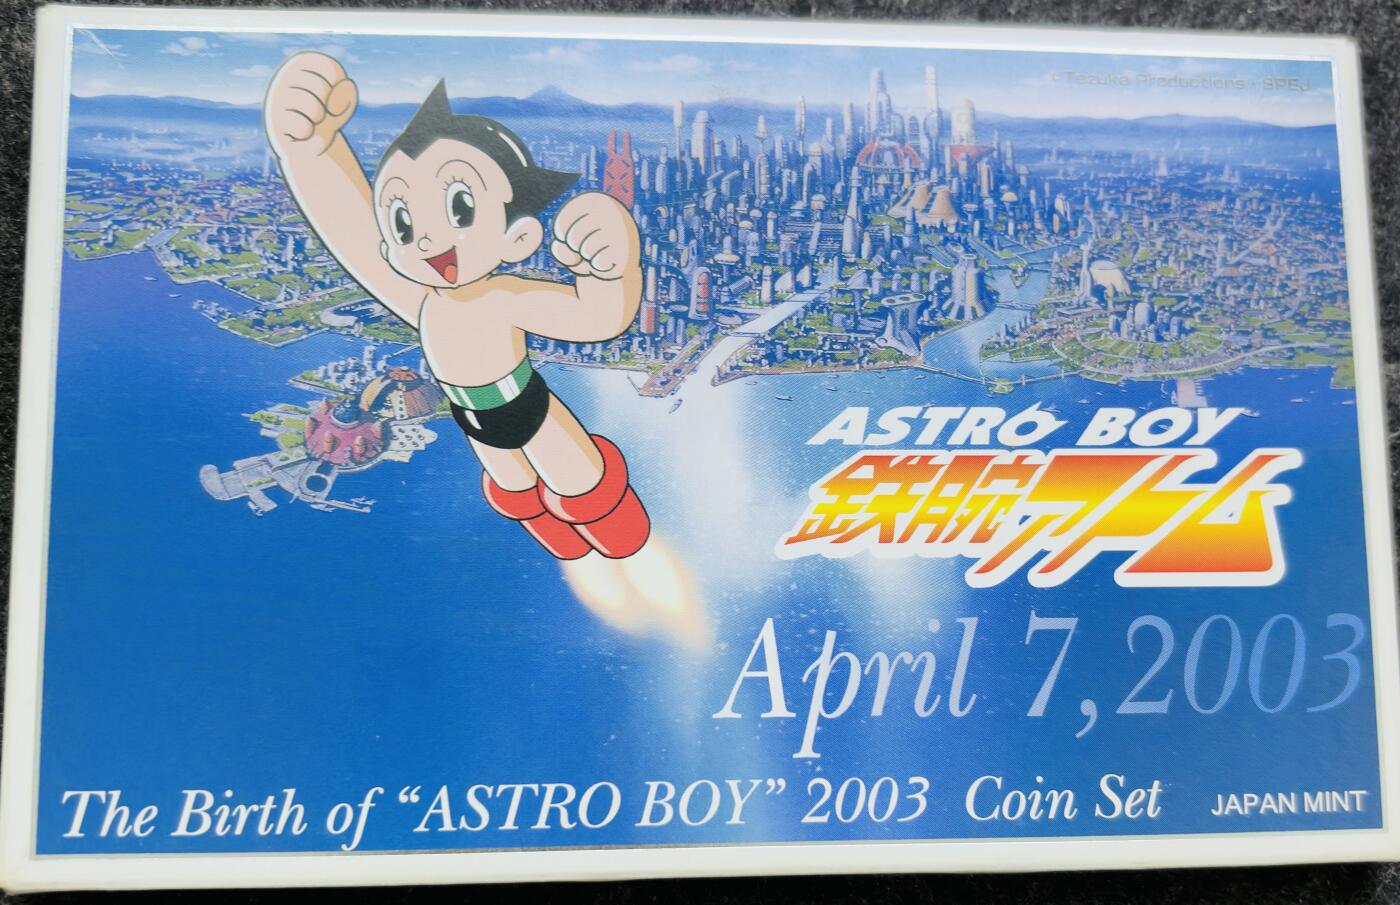 ©Tezuka Productions・SPEJ
ASTRO BOY
鉄腕アトム
April 7,2003
The Birth of “ASTRO BOY” 2003 Coin Set
JAPAN MINT